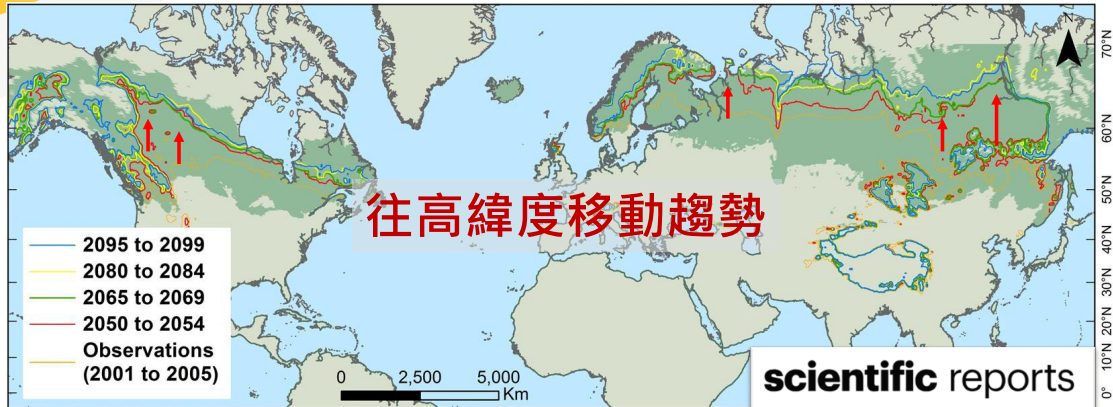 N
70°N
60°N
50°N
40°N
30°N
20°N
10°N
0°
往高緯度移動趨勢
2095 to 2099
2080 to 2084
2065 to 2069
2050 to 2054
Observations
(2001 to 2005)
0 2,500 5,000
Km
scientific reports